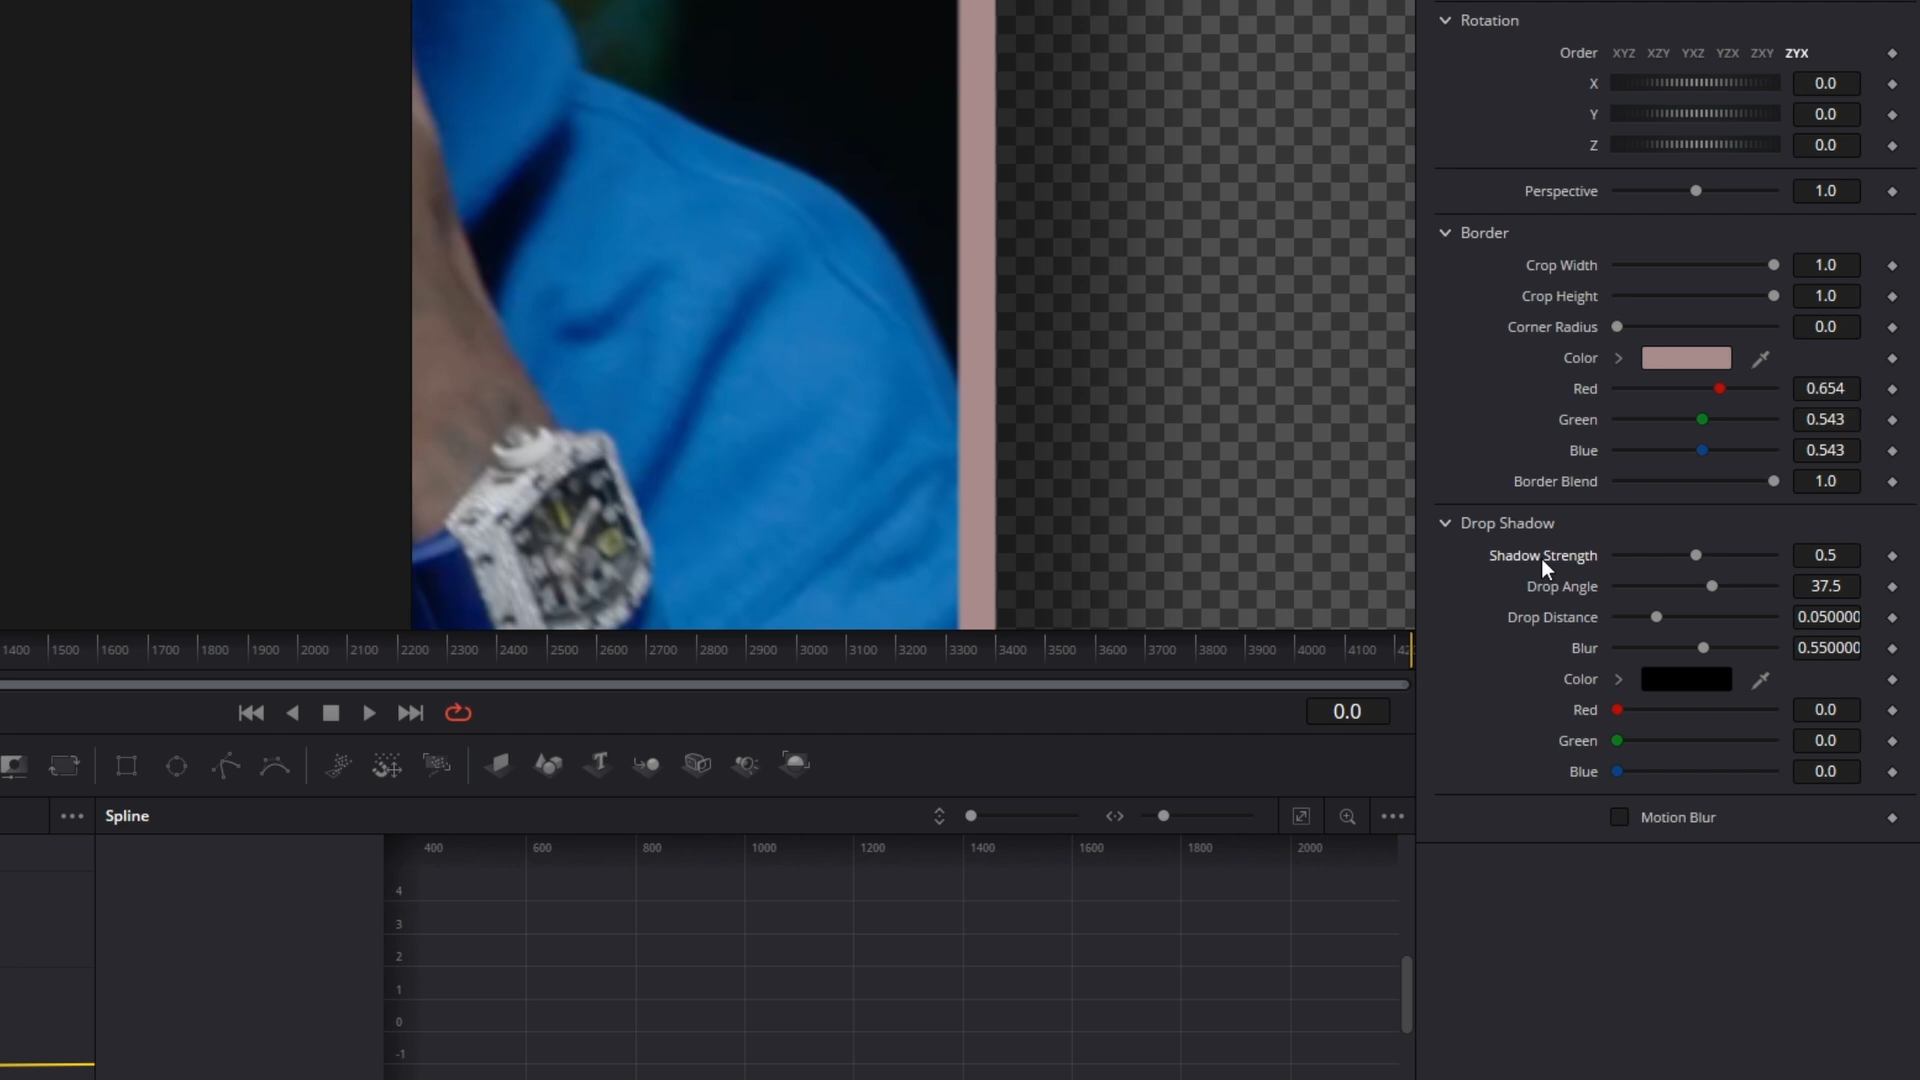 Rotation
Order XYZ XZY YXZ YZX ZXY ZYX
X 0.0
Y 0.0
Z 0.0
Perspective 1.0
Border
Crop Width 1.0
Crop Height 1.0
Corner Radius 0.0
Color
Red 0.654
Green 0.543
Blue 0.543
Border Blend 1.0
Drop Shadow
Shadow Strength 0.5
Drop Angle 37.5
Drop Distance 0.050000
Blur 0.550000
Color
Red 0.0
Green 0.0
Blue 0.0
Motion Blur
1400 1500 1600 1700 1800 1900 2000 2100 2200 2300 2400 2500 2600 2700 2800 2900 3000 3100 3200 3300 3400 3500 3600 3700 3800 3900 4000 4100 42
0.0
Spline
400 600 800 1000 1200 1400 1600 1800 2000
4
3
2
1
0
-1